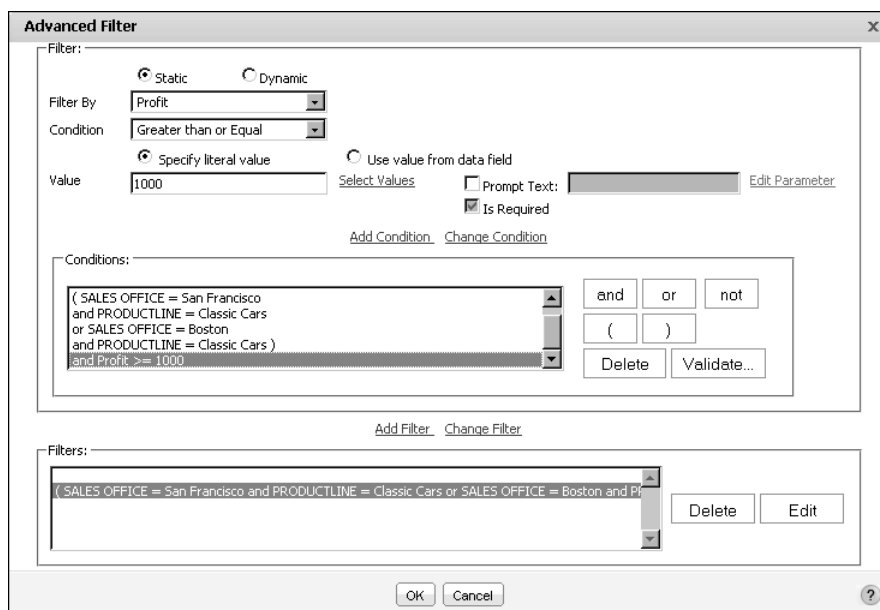 Advanced Filter x
Filter:
Static Dynamic
Filter By Profit
Condition Greater than or Equal
Specify literal value Use value from data field
Value 1000 Select Values Prompt Text: Edit Parameter
Is Required
Add Condition Change Condition
Conditions:
( SALES OFFICE = San Francisco
and PRODUCTLINE = Classic Cars
or SALES OFFICE = Boston
and PRODUCTLINE = Classic Cars )
and Profit >= 1000
and or not
( )
Delete Validate...
Add Filter Change Filter
Filters:
( SALES OFFICE = San Francisco and PRODUCTLINE = Classic Cars or SALES OFFICE = Boston and
Delete Edit
OK Cancel ?